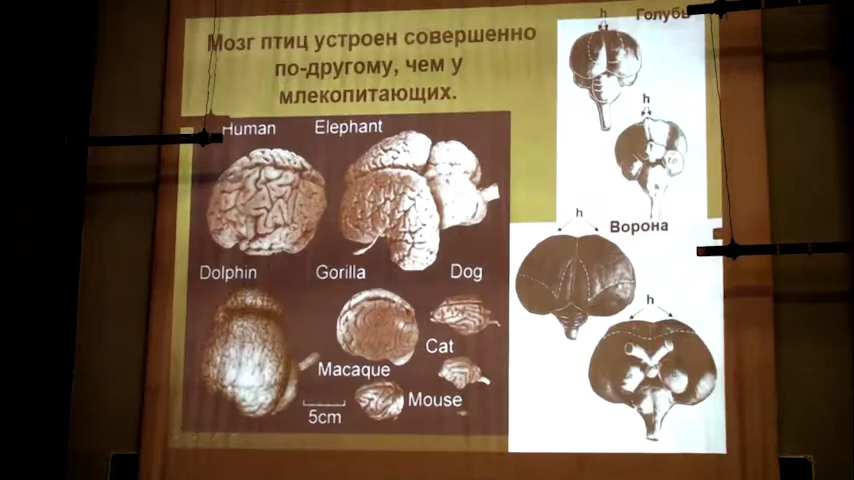 Мозг птиц устроен совершенно
по-другому, чем у
млекопитающих.
Human
Elephant
Dolphin
Gorilla
Dog
Cat
Macaque
Mouse
5cm
h
Голубь
h
h
Ворона
h